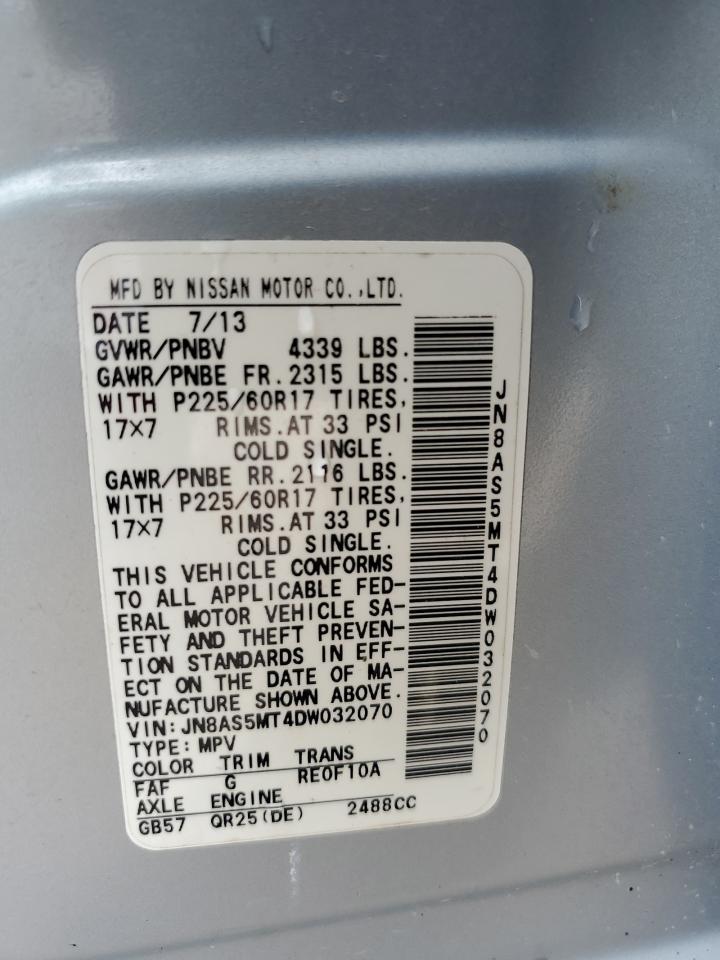 MFD BY NISSAN MOTOR CO.,LTD.
DATE 7/13
GVWR/PNBV 4339 LBS.
GAWR/PNBE FR. 2315 LBS.
WITH P225/60R17 TIRES,
17×7 RIMS.AT 33 PSI
COLD SINGLE.
GAWR/PNBE RR. 2116 LBS.
WITH P225/60R17 TIRES,
17×7 RIMS.AT 33 PSI
COLD SINGLE.
THIS VEHICLE CONFORMS
TO ALL APPLICABLE FED-
ERAL MOTOR VEHICLE SA-
FETY AND THEFT PREVEN-
TION STANDARDS IN EFF-
ECT ON THE DATE OF MA-
NUFACTURE SHOWN ABOVE.
VIN: JN8AS5MT4DW032070
TYPE: MPV
COLOR TRIM TRANS
FAF G RE0F10A
AXLE ENGINE
GB57 QR25(DE) 2488CC
JN8AS5MT4DW032070